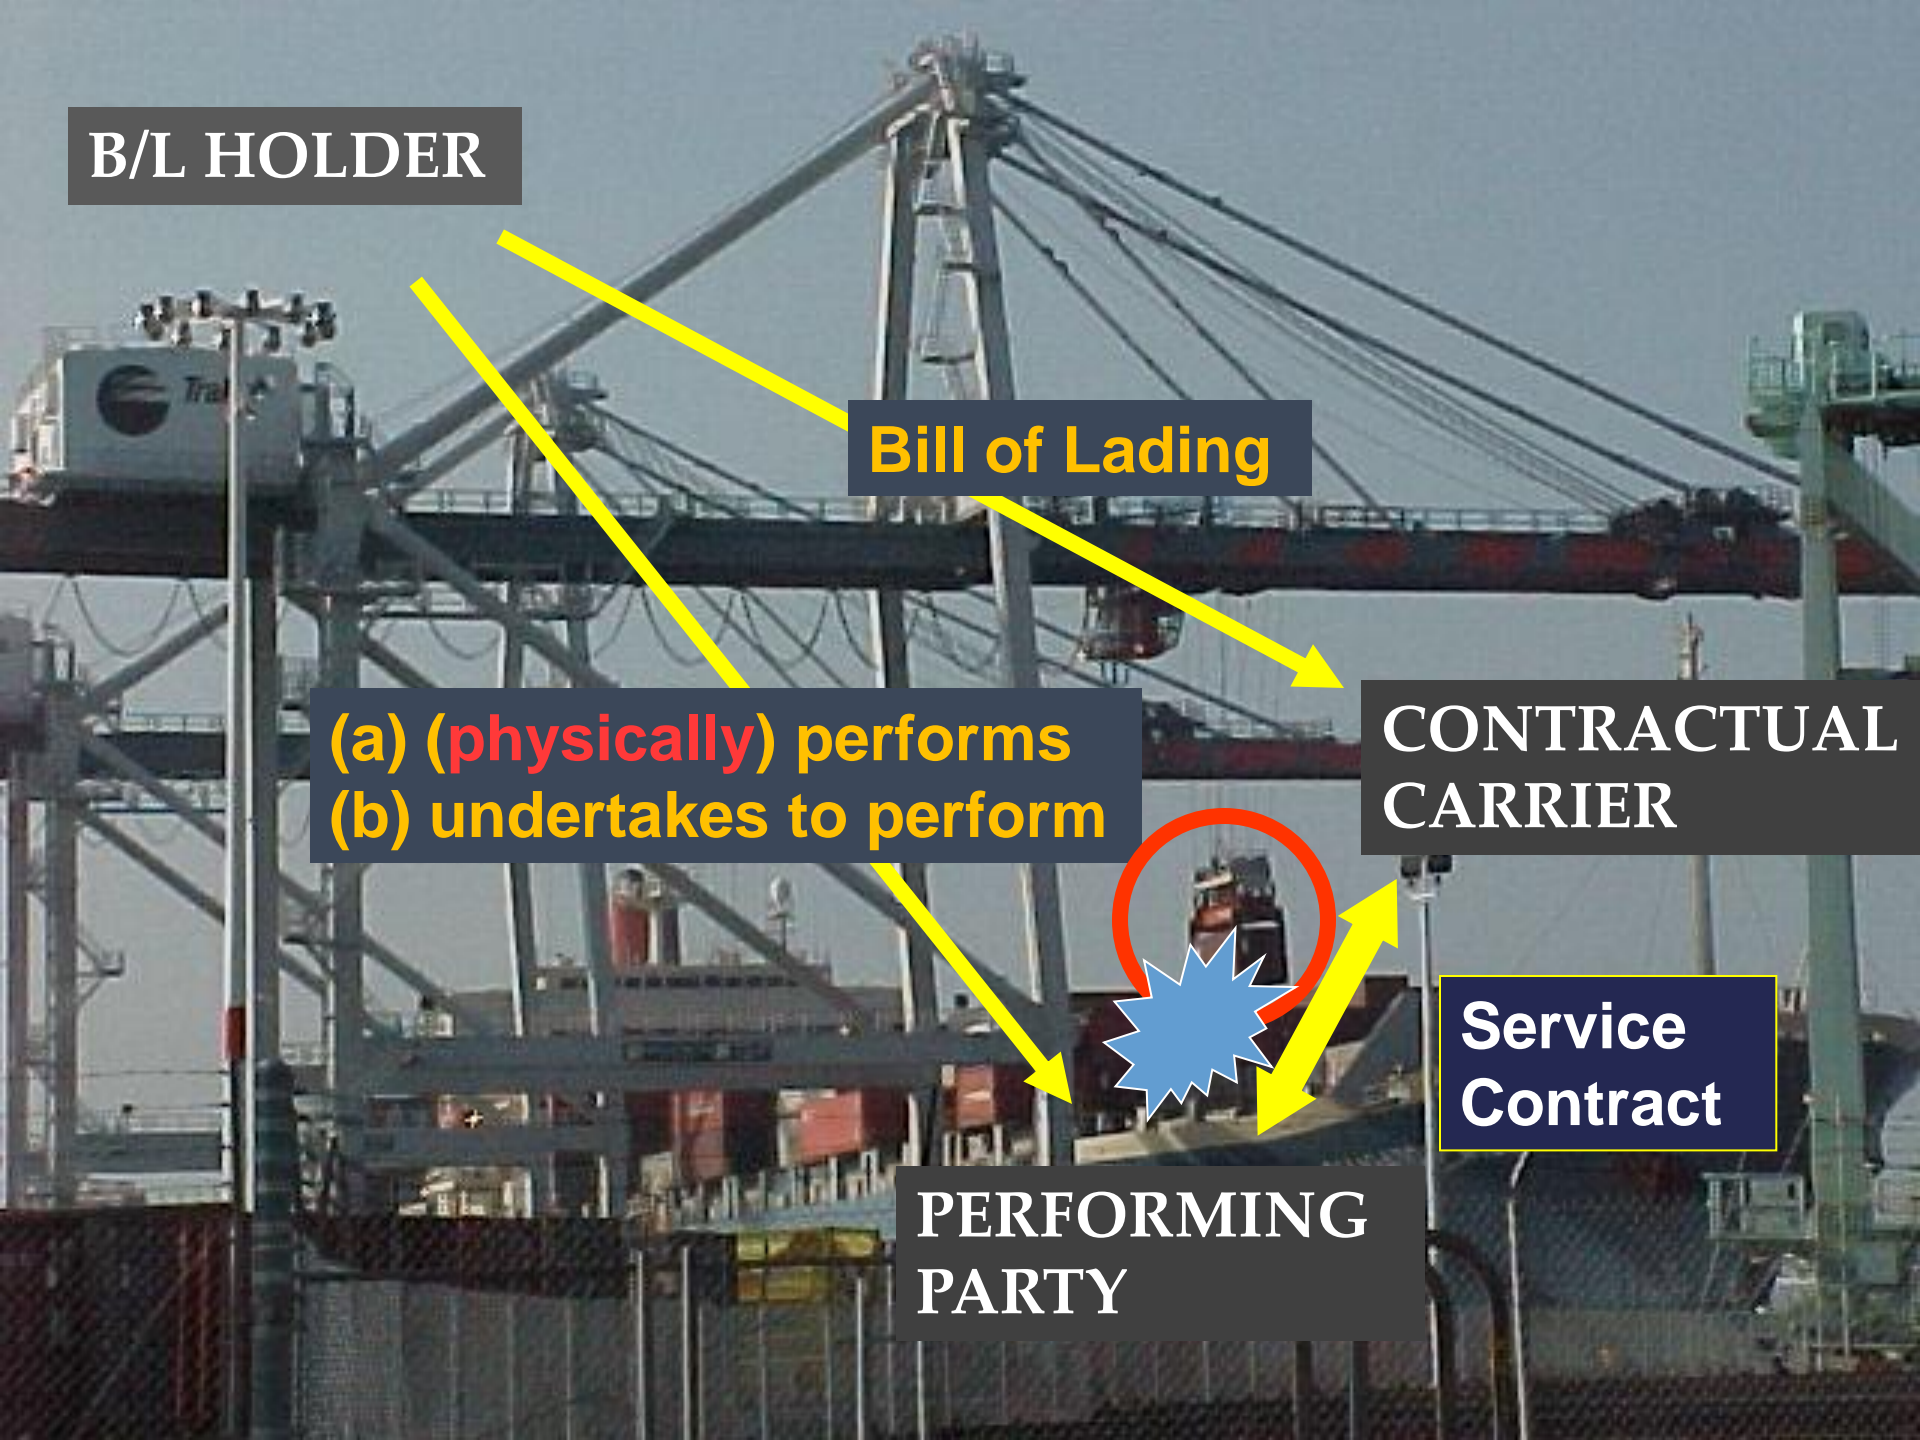 B/L HOLDER
Bill of Lading
(a) (physically) performs
(b) undertakes to perform
CONTRACTUAL
CARRIER
Service
Contract
PERFORMING
PARTY